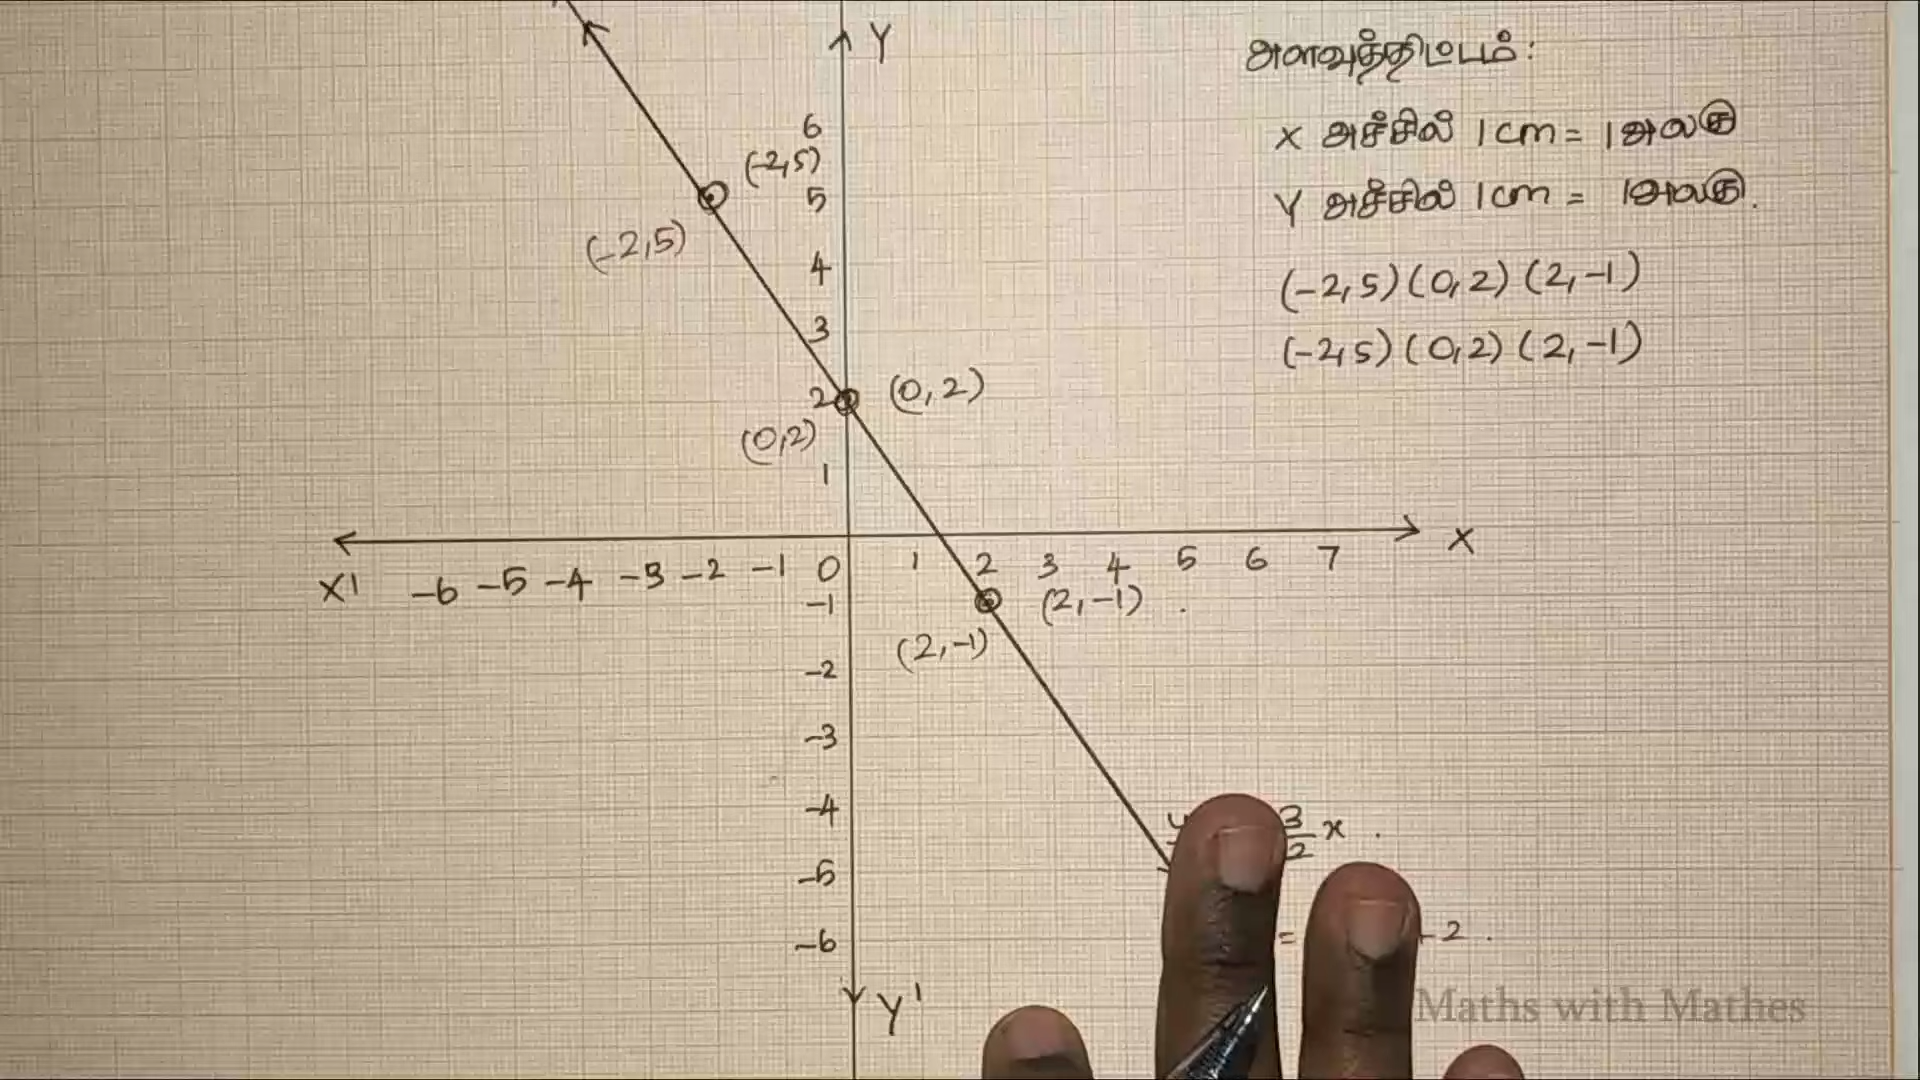 Y
அளவுத்திட்டம்:
X அச்சில் 1cm = 1அலகு
Y அச்சில் 1cm = 1அலகு.
(-2,5) (0,2) (2,-1)
(-2,5) (0,2) (2,-1)
6
(-2,5)
5
(-2,5)
4
3
2 (0,2)
(0,2)
1
X
X' -6 -5 -4 -3 -2 -1 0 1 2 3 4 5 6 7
-1 (2,-1)
(2,-1)
-2
-3
-4
3/2 x
-5
-6
= 2
Y'
Maths with Mathes